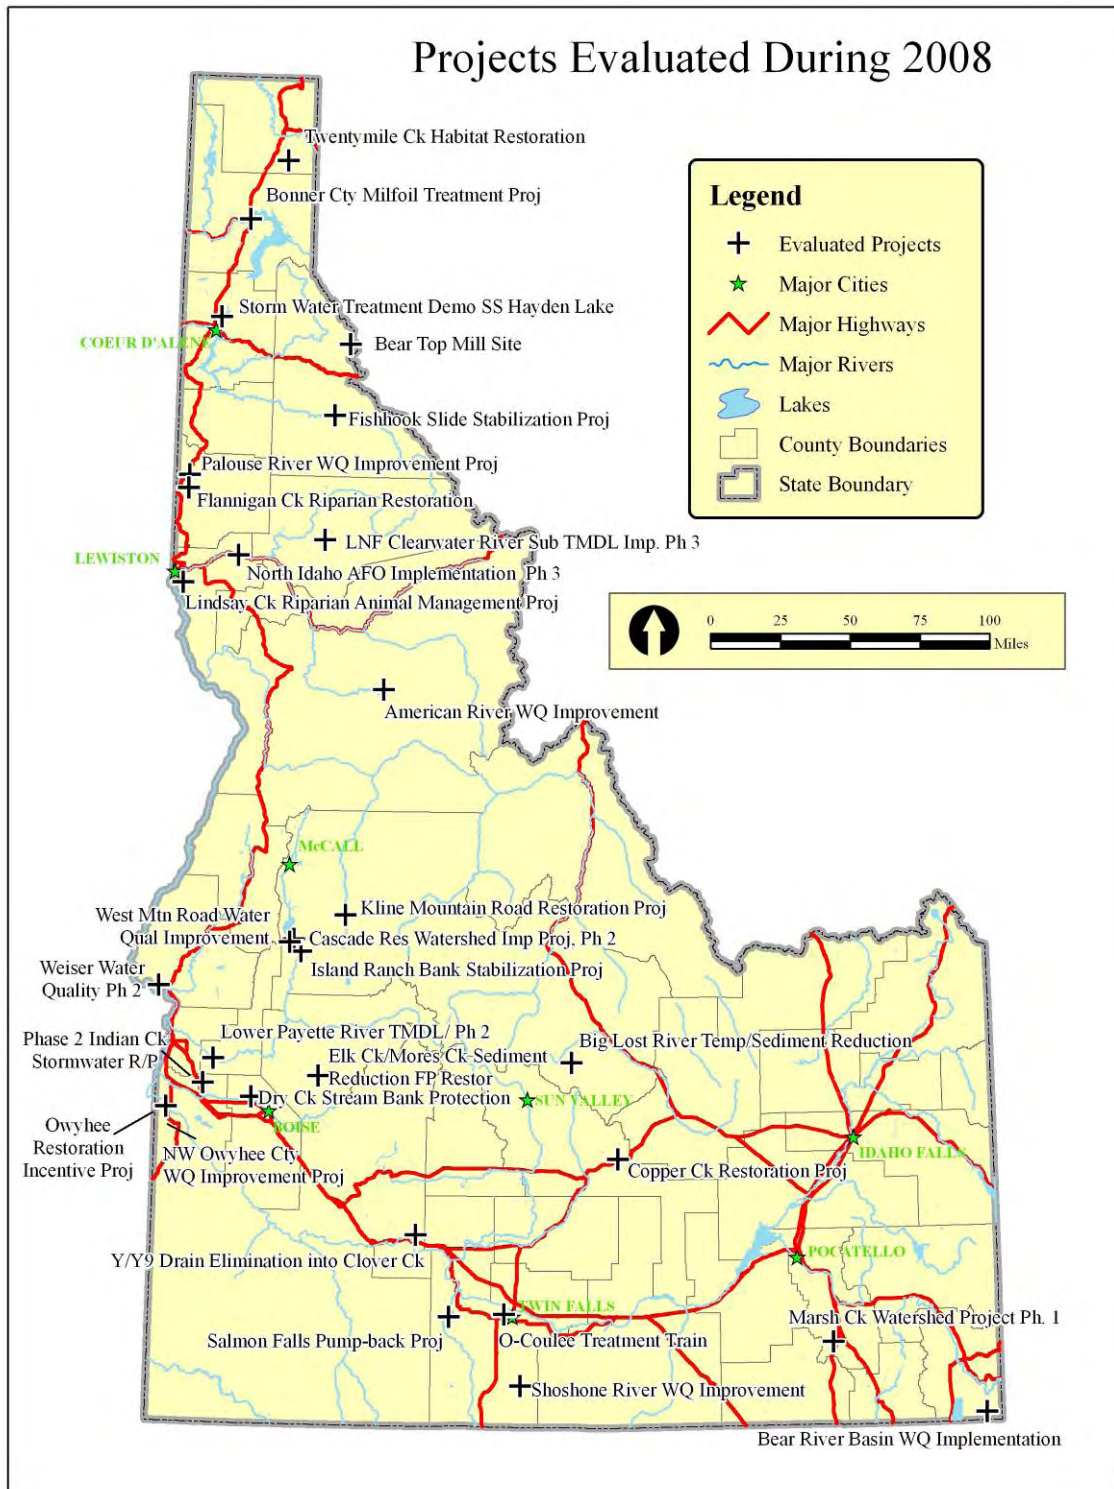 Projects Evaluated During 2008
Twentymile Ck Habitat Restoration
Bonner Cty Milfoil Treatment Proj
Legend
Evaluated Projects
Major Cities
Major Highways
Major Rivers
Lakes
County Boundaries
State Boundary
Storm Water Treatment Demo SS Hayden Lake
COEUR D'ALENE
Bear Top Mill Site
Fishhook Slide Stabilization Proj
Palouse River WQ Improvement Proj
Flannigan Ck Riparian Restoration
LNF Clearwater River Sub TMDL Imp. Ph 3
LEWISTON
North Idaho AFO Implementation Ph 3
Lindsay Ck Riparian Animal Management Proj
0 25 50 75 100
Miles
American River WQ Improvement
McCALL
Kline Mountain Road Restoration Proj
West Mtn Road Water
Qual Improvement
Cascade Res Watershed Imp Proj, Ph 2
Island Ranch Bank Stabilization Proj
Weiser Water
Quality Ph 2
Lower Payette River TMDL/ Ph 2
Phase 2 Indian Ck
Stormwater R/P
Elk Ck/Mores Ck Sediment
Reduction FP Restor
Big Lost River Temp/Sediment Reduction
Dry Ck Stream Bank Protection
SUN VALLEY
BOISE
Owyhee
Restoration
Incentive Proj
NW Owyhee Cty
WQ Improvement Proj
IDAHO FALLS
Copper Ck Restoration Proj
Y/Y9 Drain Elimination into Clover Ck
POCATELLO
TWIN FALLS
Marsh Ck Watershed Project Ph. 1
Salmon Falls Pump-back Proj
O-Coulee Treatment Train
Shoshone River WQ Improvement
Bear River Basin WQ Implementation